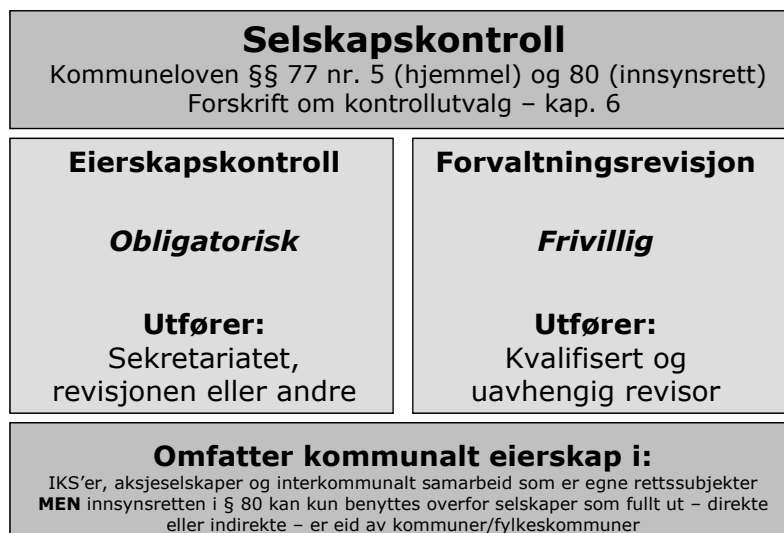 Selskapskontroll
Kommuneloven §§ 77 nr. 5 (hjemmel) og 80 (innsynsrett)
Forskrift om kontrollutvalg – kap. 6
Eierskapskontroll
Obligatorisk
Utfører:
Sekretariatet,
revisjonen eller andre
Forvaltningsrevisjon
Frivillig
Utfører:
Kvalifisert og
uavhengig revisor
Omfatter kommunalt eierskap i:
IKS’er, aksjeselskaper og interkommunalt samarbeid som er egne rettssubjekter
MEN innsynsretten i § 80 kan kun benyttes overfor selskaper som fullt ut – direkte
eller indirekte – er eid av kommuner/fylkeskommuner